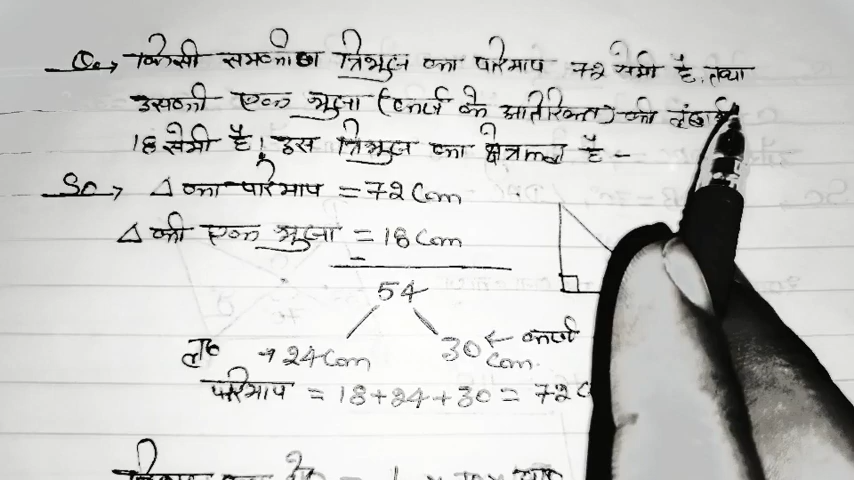 Q. → किसी समकोण त्रिभुज का परिमाप 72 सेमी है, तथा
उसकी एक भुजा (कर्ण के अतिरिक्त) की लंबाई
18 सेमी है! उस त्रिभुज का क्षेत्रफल है -
So → Δ का परिमाप = 72 Cm
Δ की एक भुजा = 18 Cm
54
→ 24 Cm 30 ← कर्ण
Cm.
परिमाप = 18 + 24 + 30 = 72 C